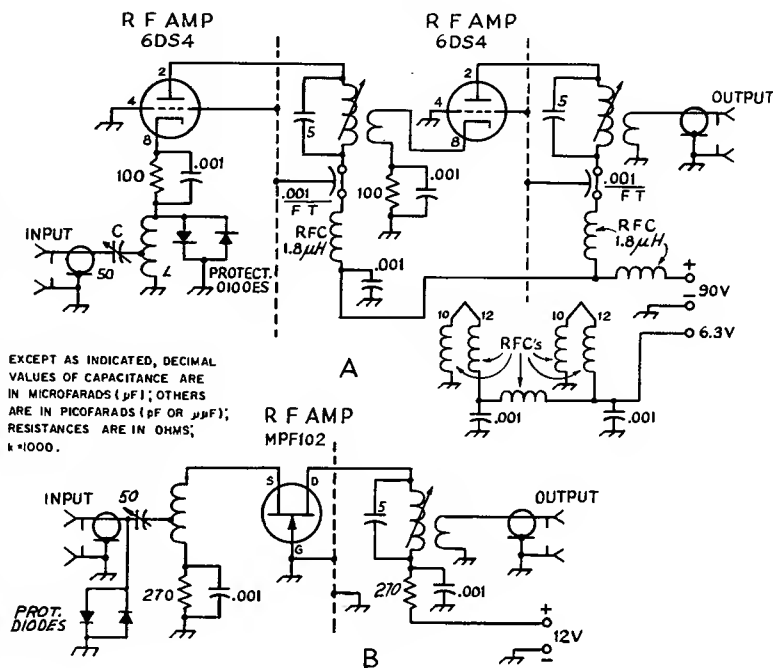 R F AMP
6DS4
R F AMP
6DS4
2
4
8
5
2
4
8
5
OUTPUT
100
.001
.001
FT
100
.001
.001
FT
INPUT
C
50
L
PROTECT.
DIODES
RFC
1.8µH
.001
RFC
1.8µH
+
90V
−
6.3V
10
12
RFC's
10
12
.001
.001
A
EXCEPT AS INDICATED, DECIMAL
VALUES OF CAPACITANCE ARE
IN MICROFARADS (µF); OTHERS
ARE IN PICOFARADS (pF OR µµF);
RESISTANCES ARE IN OHMS;
k=1000.
R F AMP
MPF102
S
D
G
INPUT
50
5
OUTPUT
270
.001
270
.001
PROT.
DIODES
+
12V
−
B